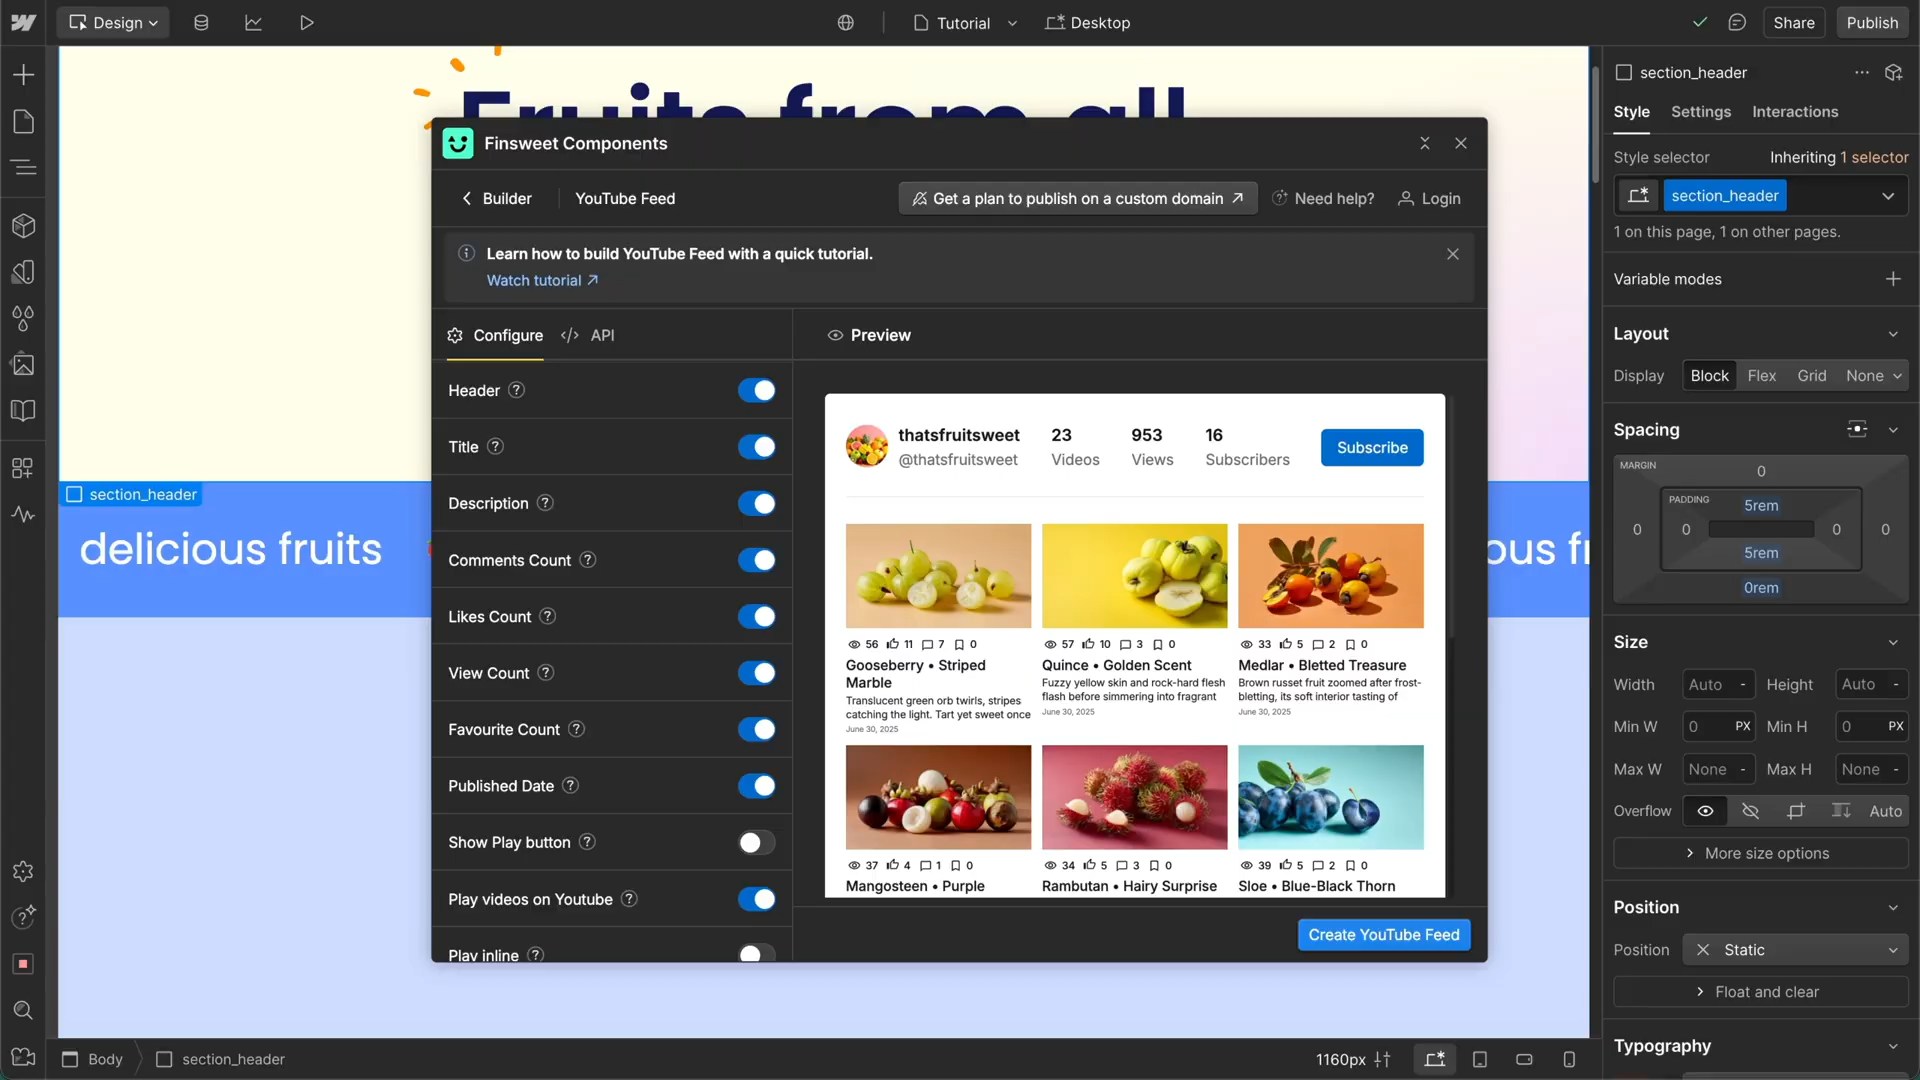 Design
Tutorial
Desktop
Share
Publish
Fruits from all
section_header
delicious fruits
Finsweet Components
Builder
YouTube Feed
Get a plan to publish on a custom domain
Need help?
Login
Learn how to build YouTube Feed with a quick tutorial.
Watch tutorial
Configure
API
Preview
Header
Title
Description
Comments Count
Likes Count
View Count
Favourite Count
Published Date
Show Play button
Play videos on Youtube
Play inline
thatsfruitsweet
@thatsfruitsweet
23
Videos
953
Views
16
Subscribers
Subscribe
56 11 7 0
Gooseberry • Striped
Marble
Translucent green orb twirls, stripes
catching the light. Tart yet sweet once
June 30, 2025
57 10 3 0
Quince • Golden Scent
Fuzzy yellow skin and rock-hard flesh
flash before simmering into fragrant
June 30, 2025
33 5 2 0
Medlar • Bletted Treasure
Brown russet fruit zoomed after frost-
bletting, its soft interior tasting of
June 30, 2025
37 4 1 0
Mangosteen • Purple
34 5 3 0
Rambutan • Hairy Surprise
39 5 2 0
Sloe • Blue-Black Thorn
Create YouTube Feed
section_header
Style
Settings
Interactions
Style selector
Inheriting 1 selector
section_header
1 on this page, 1 on other pages.
Variable modes
Layout
Display
Block
Flex
Grid
None
Spacing
MARGIN
0
PADDING
5rem
0
0
0
0
5rem
0rem
Size
Width
Auto -
Height
Auto -
Min W
0 PX
Min H
0 PX
Max W
None -
Max H
None -
Overflow
Auto
More size options
Position
Position
Static
Float and clear
Typography
Body
section_header
1160px